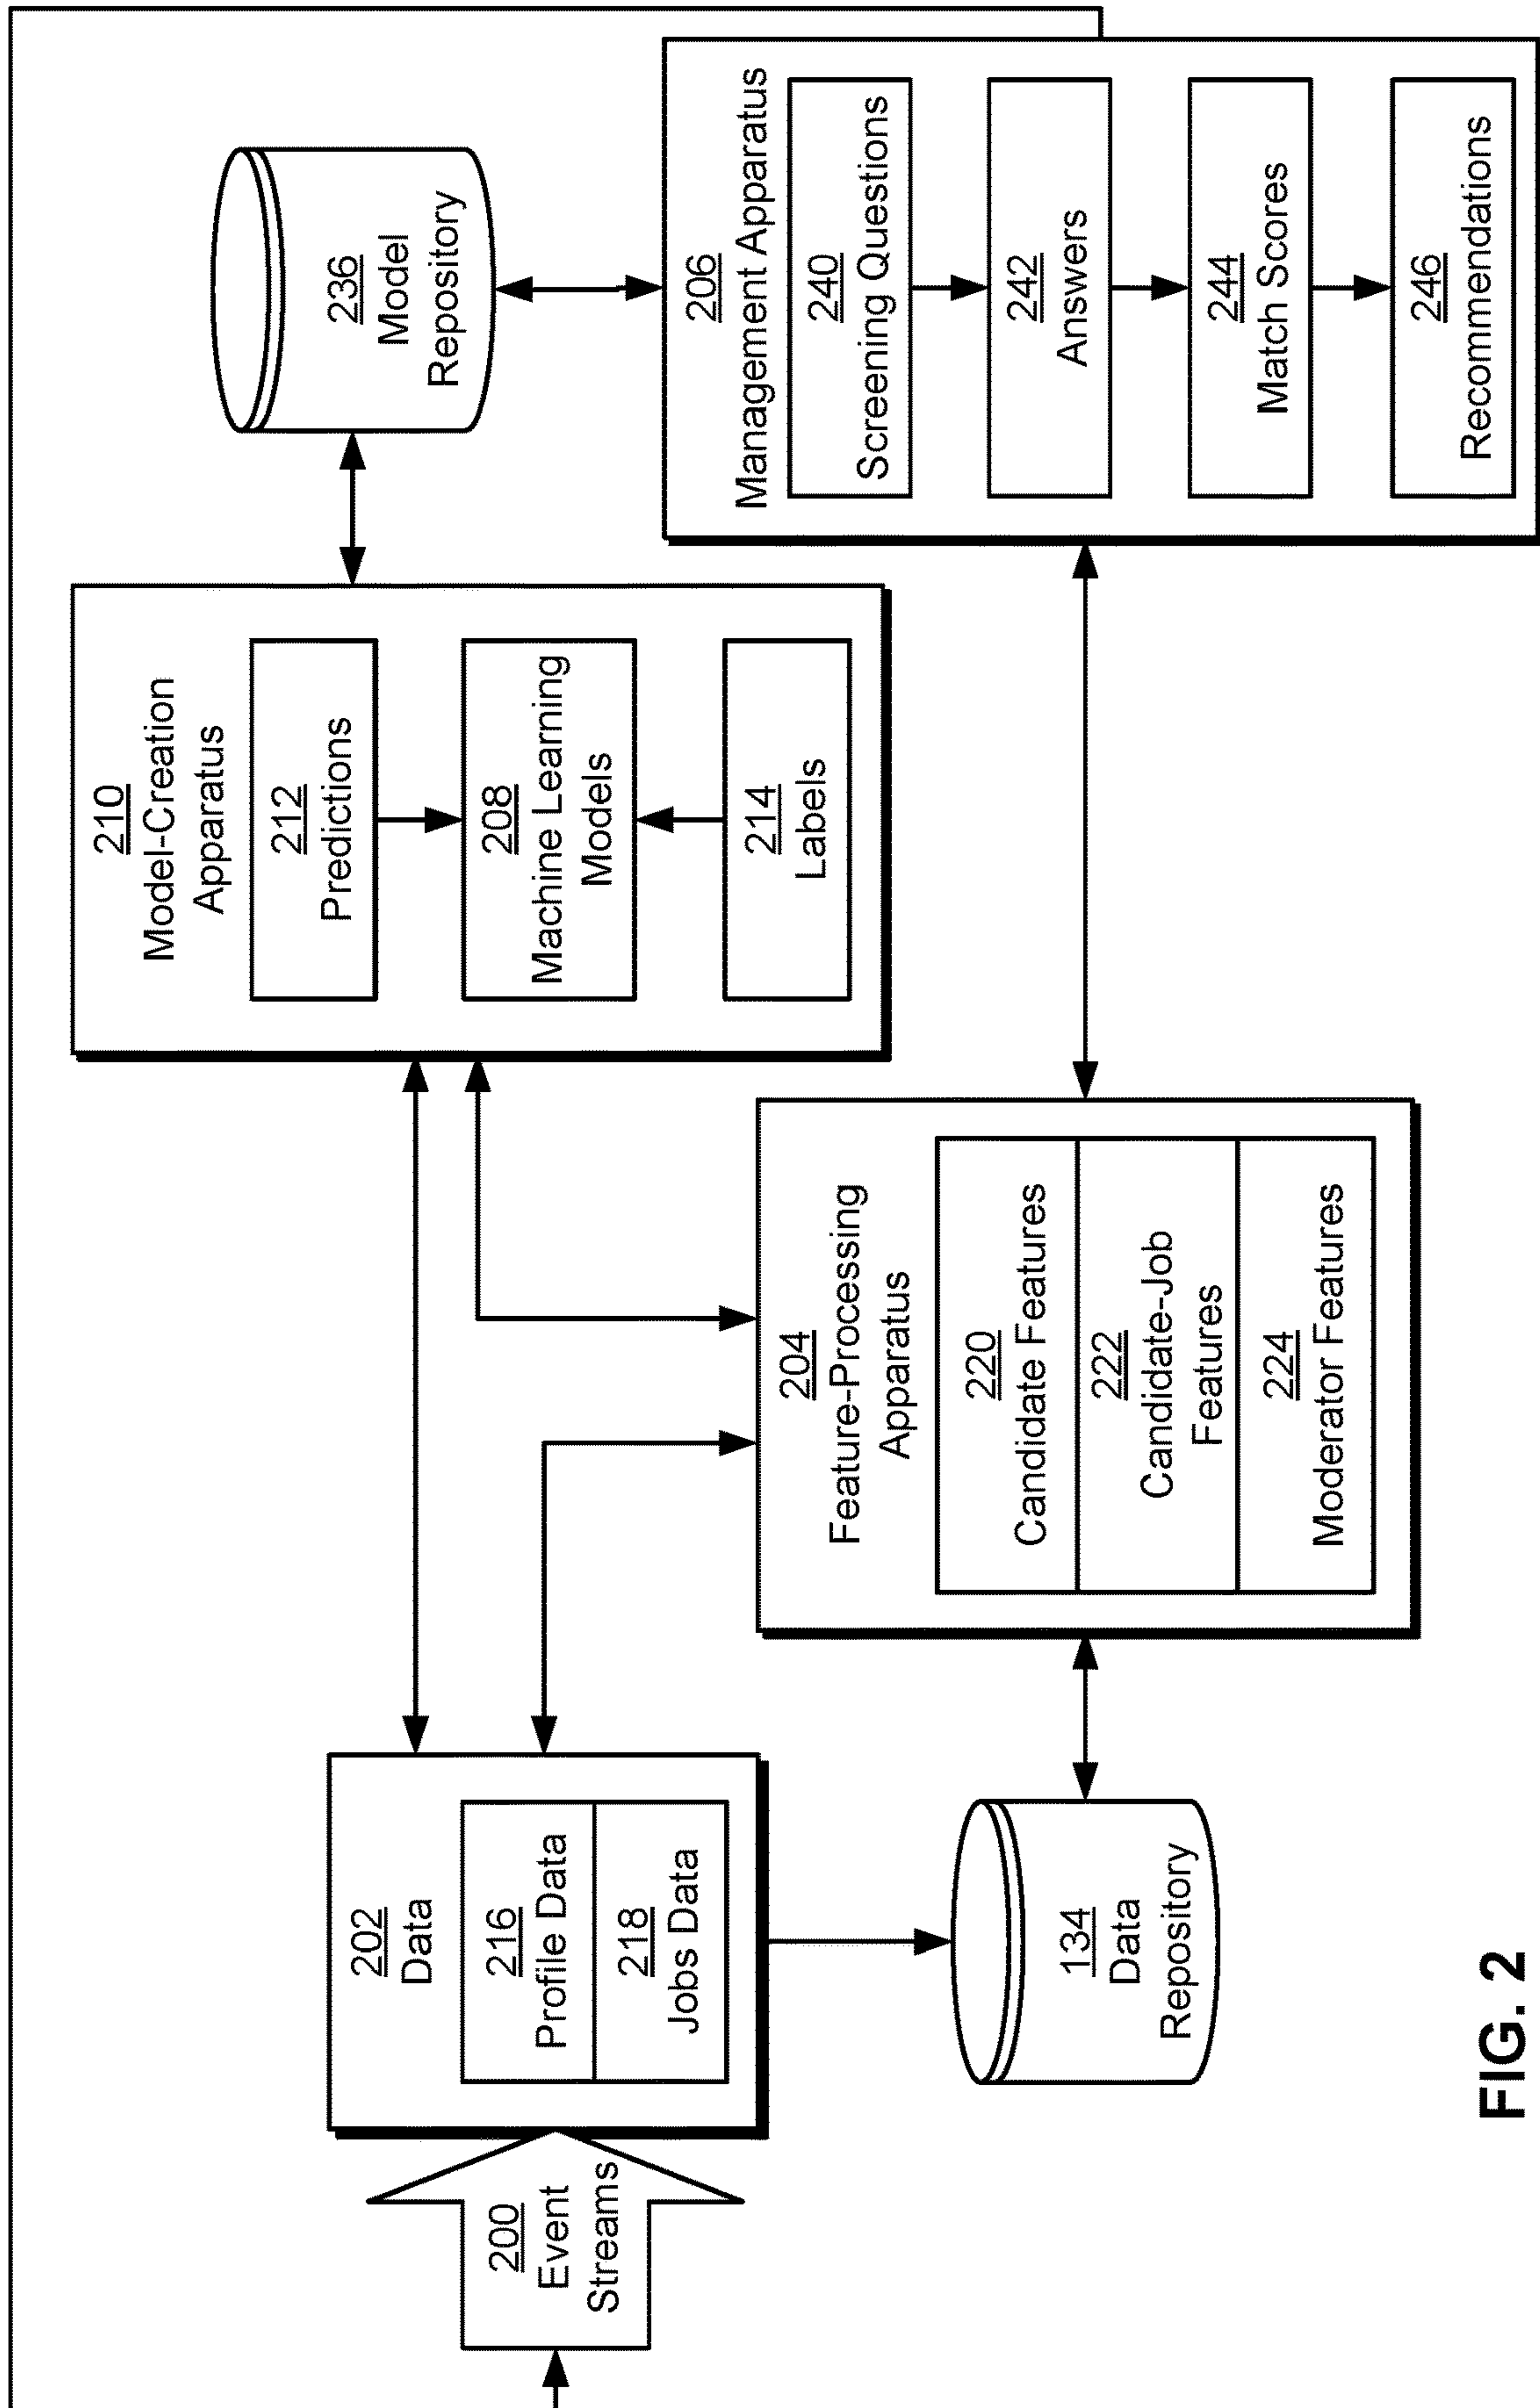 200
Event
Streams
202
Data
216
Profile Data
218
Jobs Data
134
Data
Repository
210
Model-Creation
Apparatus
212
Predictions
208
Machine Learning
Models
214
Labels
204
Feature-Processing
Apparatus
220
Candidate Features
222
Candidate-Job
Features
224
Moderator Features
236
Model
Repository
206
Management Apparatus
240
Screening Questions
242
Answers
244
Match Scores
246
Recommendations
FIG. 2